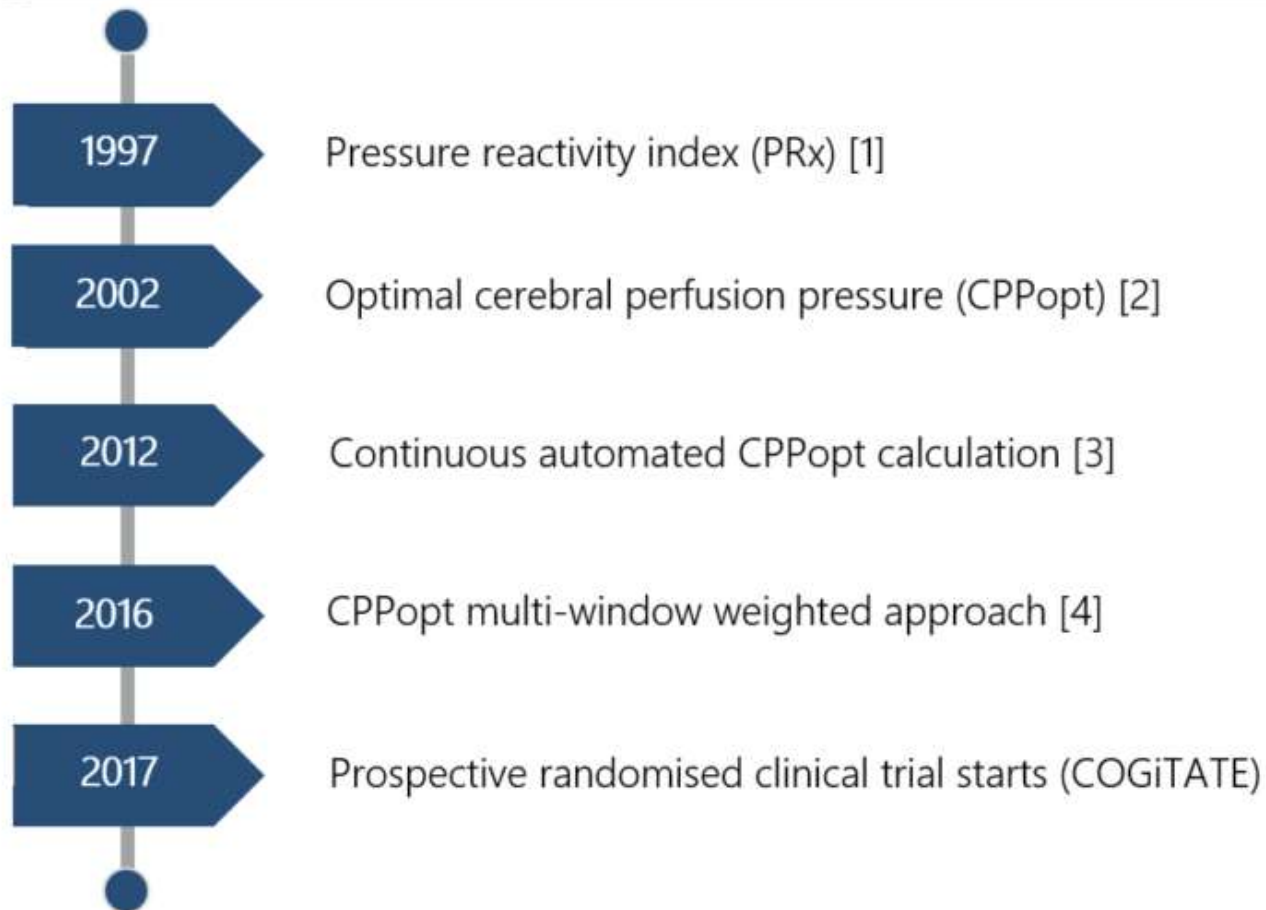 1997 Pressure reactivity index (PRx) [1]
2002 Optimal cerebral perfusion pressure (CPPopt) [2]
2012 Continuous automated CPPopt calculation [3]
2016 CPPopt multi-window weighted approach [4]
2017 Prospective randomised clinical trial starts (COGiTATE)